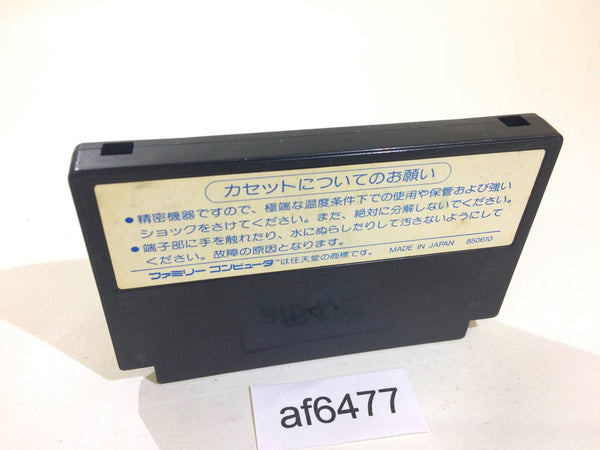 カセットについてのお願い
●精密機器ですので、極端な温度条件下での使用や保管および強い
ショックをさけてください。また、絶対に分解しないでください。
●端子部に手を触れたり、水にぬらしたりして汚さないようにして
ください。故障の原因となります。
ファミリーコンピュータ™は任天堂の商標です。 MADE IN JAPAN 850610
af6477